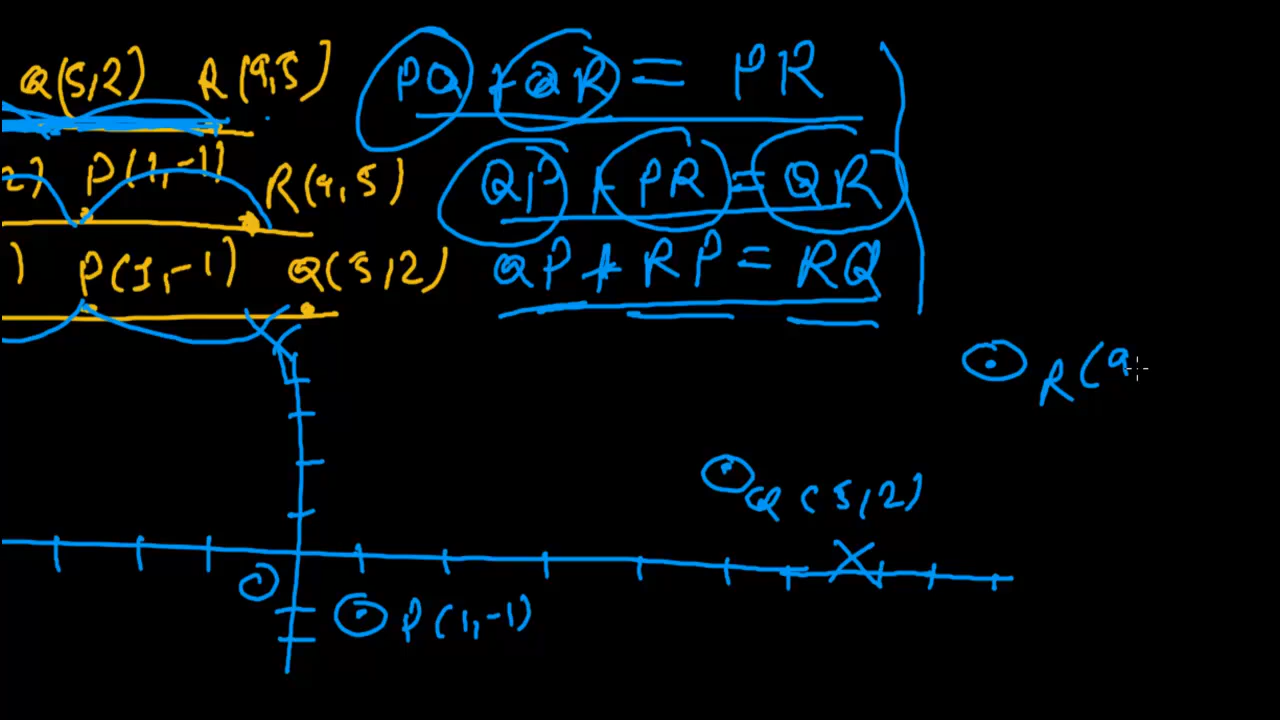 Q(5,2) R(9,5) PQ + QR = PR
2) P(1,-1) R(9,5) QP + PR = QR
) P(1,-1) Q(5,2) QP + RP = RQ
R(9
Q(5,2)
X
O
P(1,-1)